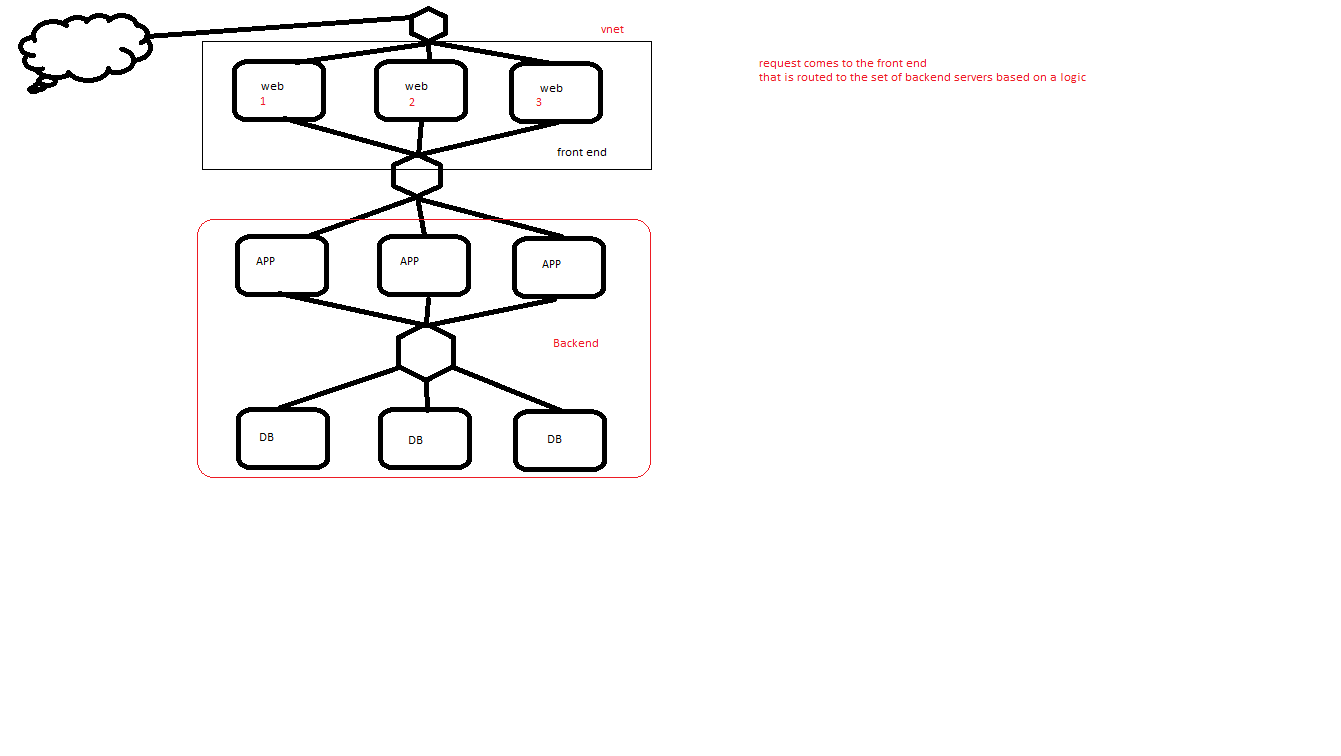 vnet
request comes to the front end
that is routed to the set of backend servers based on a logic
web
1
web
2
web
3
front end
APP
APP
APP
Backend
DB
DB
DB